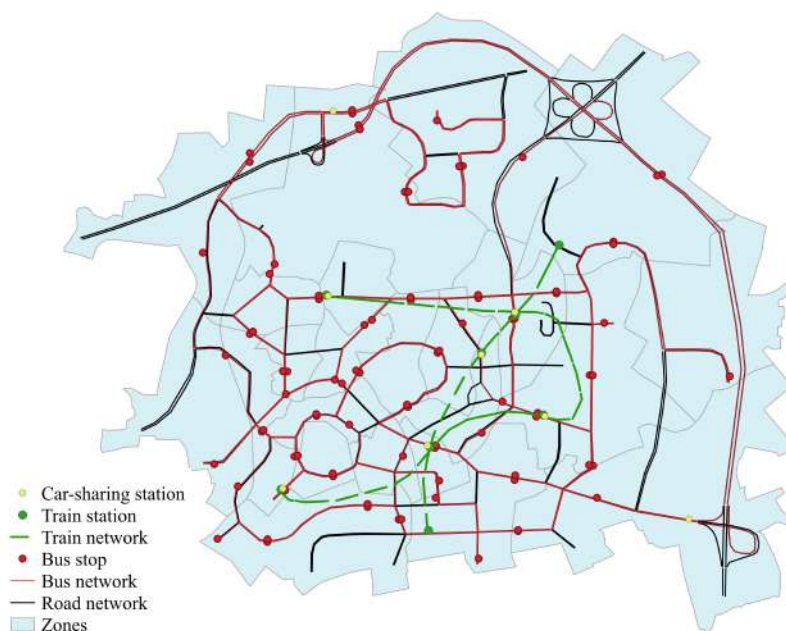 Car-sharing station
Train station
Train network
Bus stop
Bus network
Road network
Zones